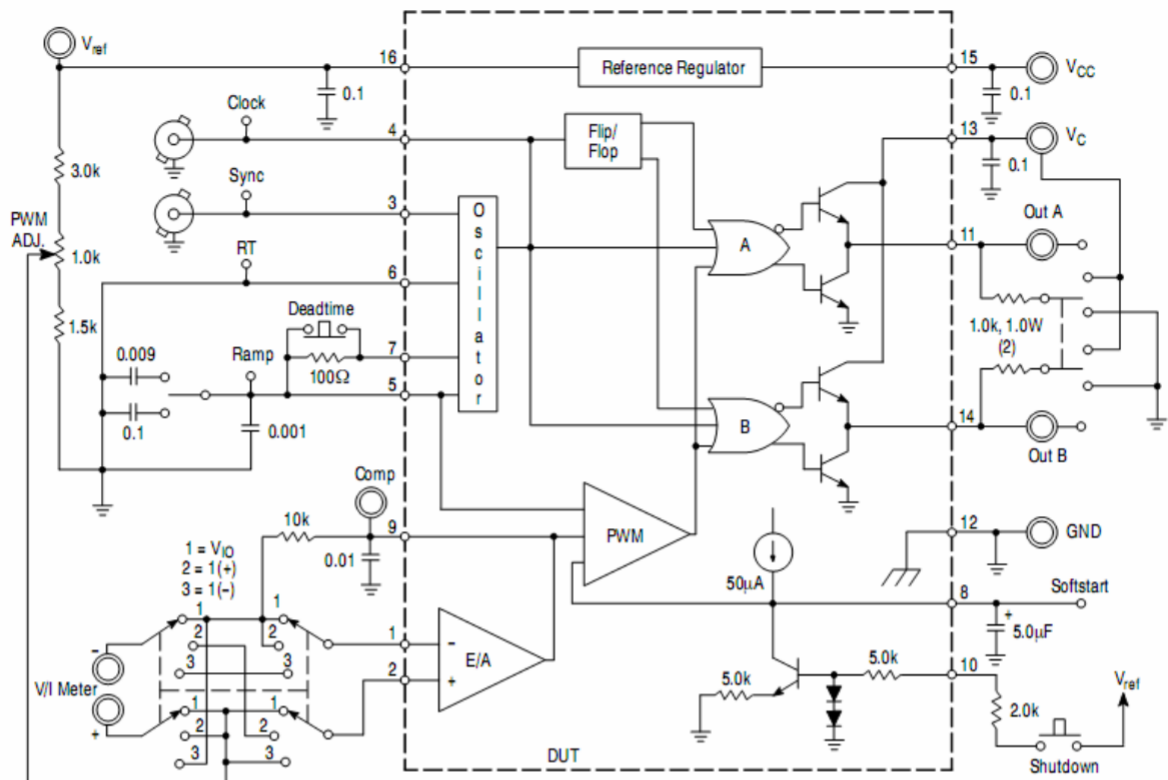 Vref
16
Reference Regulator
15
VCC
0.1
0.1
Clock
4
Flip/
Flop
13
VC
0.1
3.0k
Sync
3
Oscillator
PWM
ADJ.
1.0k
RT
6
A
11
Out A
1.5k
Deadtime
7
100Ω
1.0k, 1.0W
(2)
0.009
Ramp
5
0.1
0.001
B
14
Out B
Comp
10k
9
0.01
PWM
12
GND
50μA
1 = VIO
2 = 1(+)
3 = 1(−)
8
Softstart
+
5.0μF
1
1
2
2
3
3
1
−
E/A
2
+
−
V/I Meter
+
1
1
2
2
3
3
5.0k
5.0k
10
2.0k
Vref
Shutdown
DUT